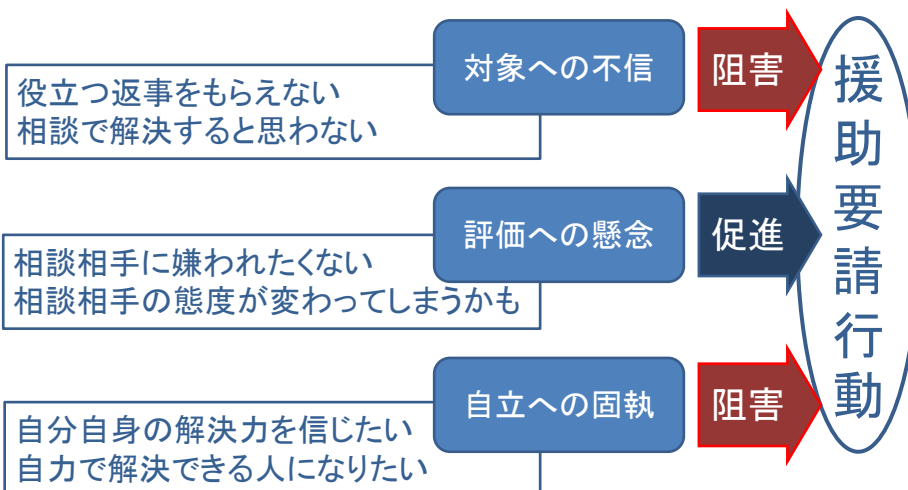 対象への不信
阻害
役立つ返事をもらえない
相談で解決すると思わない
評価への懸念
促進
相談相手に嫌われたくない
相談相手の態度が変わってしまうかも
自立への固執
阻害
自分自身の解決力を信じたい
自力で解決できる人になりたい
援助要請行動